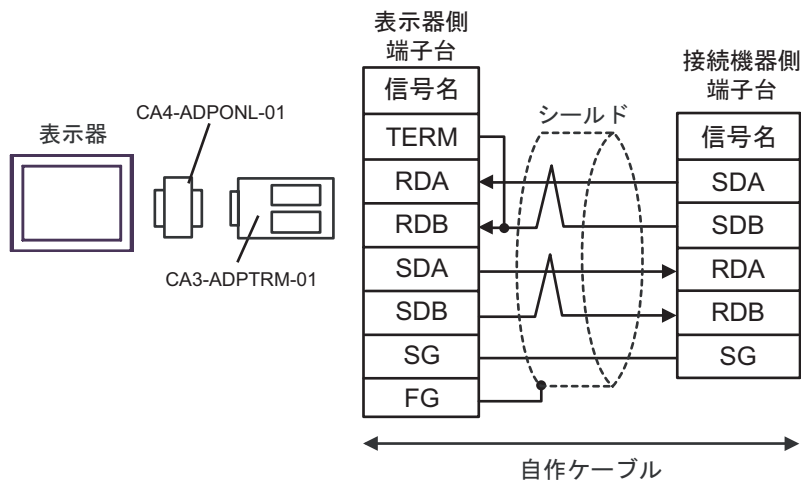 表示器
CA4-ADPONL-01
CA3-ADPTRM-01
表示器側
端子台
信号名
TERM
RDA
RDB
SDA
SDB
SG
FG
シールド
接続機器側
端子台
信号名
SDA
SDB
RDA
RDB
SG
自作ケーブル